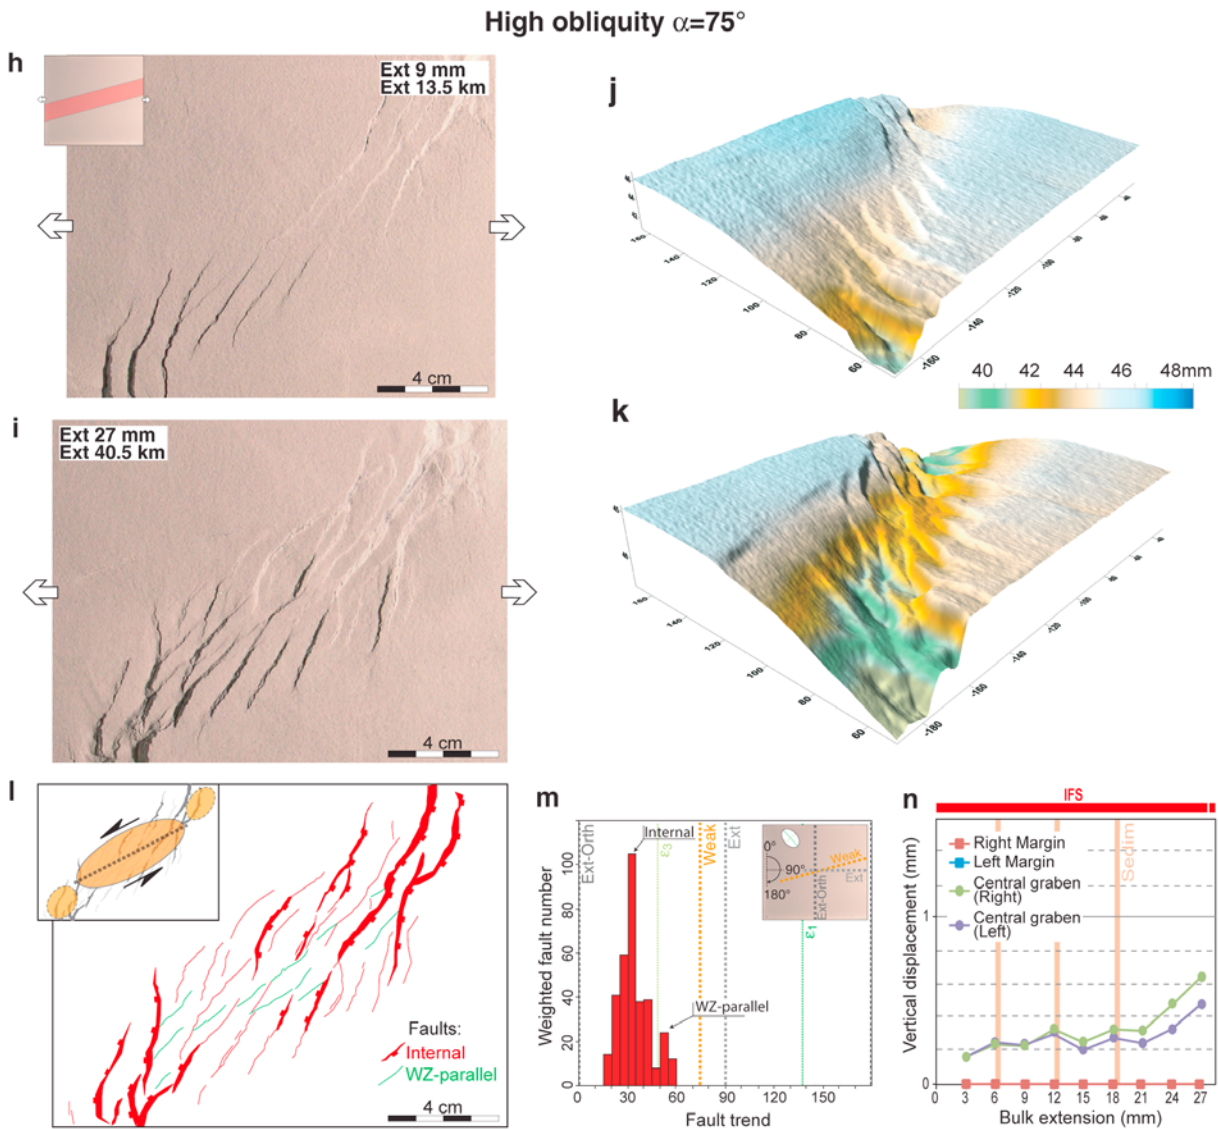 High obliquity α=75°
h
Ext 9 mm
Ext 13.5 km
4 cm
i
Ext 27 mm
Ext 40.5 km
4 cm
j
160
140
120
100
80
60
-160
-140
-120
-100
40 42 44 46 48mm
k
160
140
120
100
80
60
-180
-160
-140
-120
l
Faults:
Internal
WZ-parallel
4 cm
m
Weighted fault number
100
80
60
40
20
0
0 30 60 90 120 150
Fault trend
Ext-Orth
Internal
ε3
Weak
Ext
WZ-parallel
ε1
0°
90°
180°
Weak
Ext
Ext-Orth
n
IFS
Vertical displacement (mm)
1
0
Right Margin
Left Margin
Central graben
(Right)
Central graben
(Left)
Sedim
3 6 9 12 15 18 21 24 27
Bulk extension (mm)